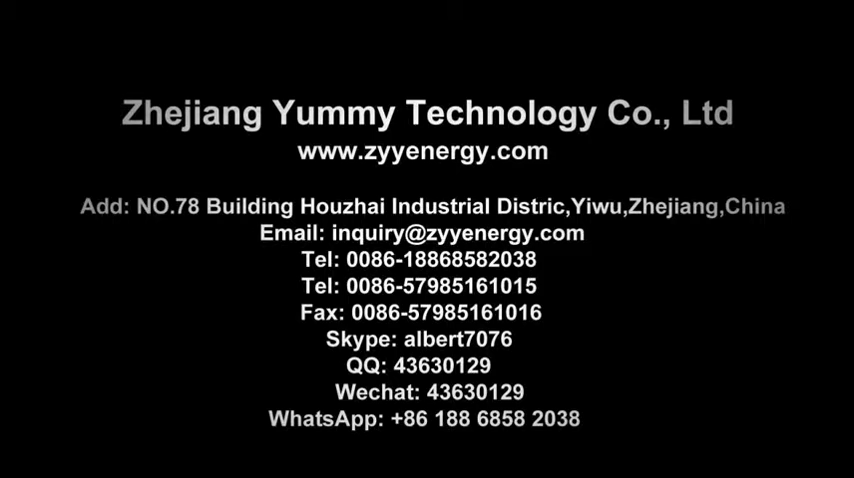 Zhejiang Yummy Technology Co., Ltd
www.zyyenergy.com
Add: NO.78 Building Houzhai Industrial Distric,Yiwu,Zhejiang,China
Email: inquiry@zyyenergy.com
Tel: 0086-18868582038
Tel: 0086-57985161015
Fax: 0086-57985161016
Skype: albert7076
QQ: 43630129
Wechat: 43630129
WhatsApp: +86 188 6858 2038